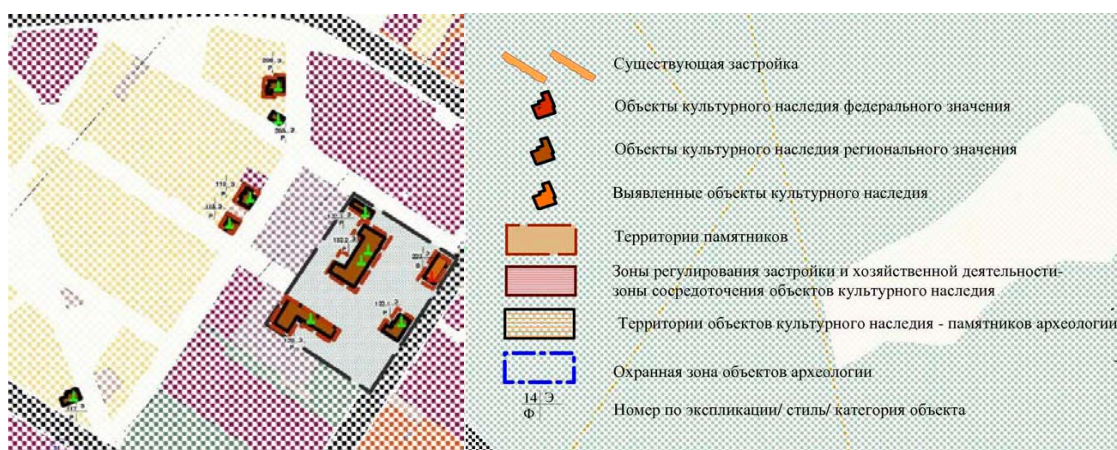 Существующая застройка
Объекты культурного наследия федерального значения
Объекты культурного наследия регионального значения
Выявленные объекты культурного наследия
Территории памятников
Зоны регулирования застройки и хозяйственной деятельности-
зоны сосредоточения объектов культурного наследия
Территории объектов культурного наследия - памятников археологии
Охранная зона объектов археологии
14 Э
Ф
Номер по экспликации/ стиль/ категория объекта